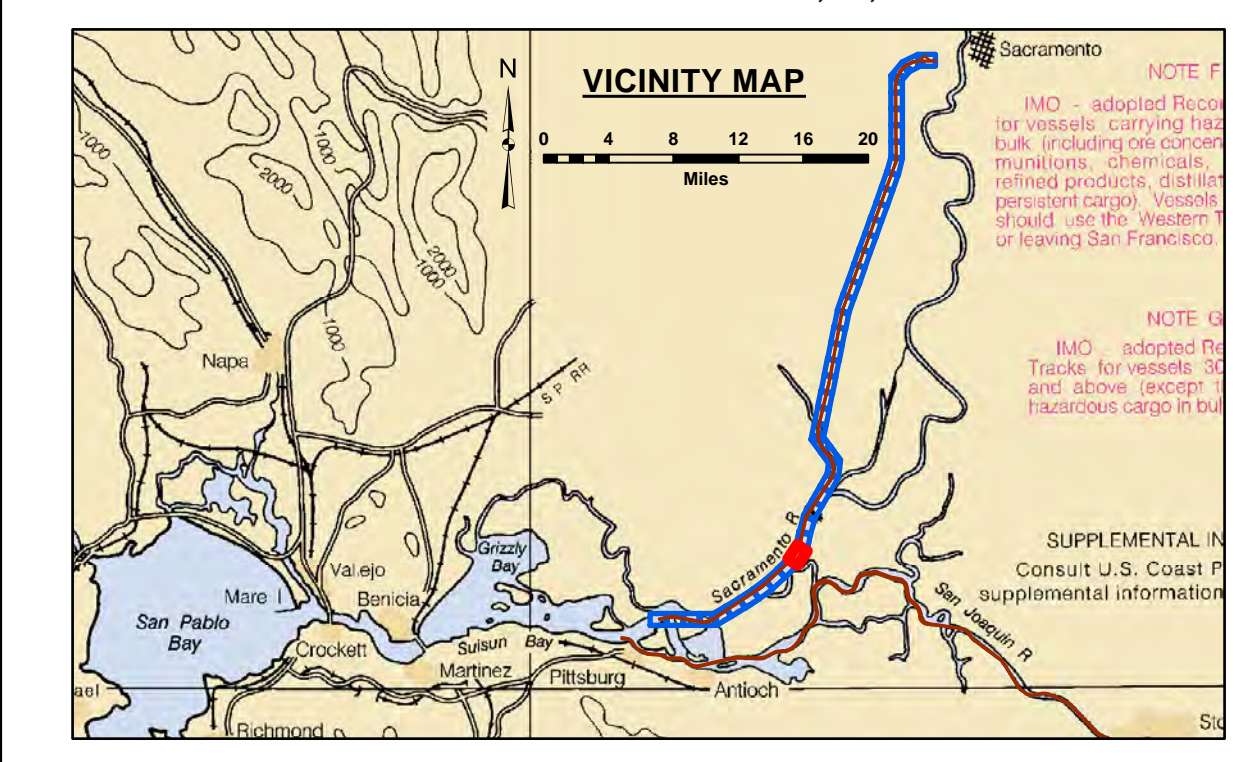 VICINITY MAP
N
0 4 8 12 16 20
Miles
Sacramento
NOTE F
IMO - adopted Recor
for vessels carrying haz
bulk (including ore concen
munitions, chemicals,
refined products, distillat
persistent cargo). Vessels
should use the Western T
or leaving San Francisco.
NOTE G
IMO - adopted Re
Tracks for vessels 30
and above (except t
hazardous cargo in bul
1000
1000
2000
2000
1000
1000
Napa
S P RR
Grizzly
Bay
Sacramento R
SUPPLEMENTAL IN
Consult U.S. Coast P
supplemental information
San Joaquin R
Vallejo
Mare I
Benicia
San Pablo
Bay
Crockett
Suisun Bay
Martinez
Pittsburg
Antioch
ael
Richmond
Sto